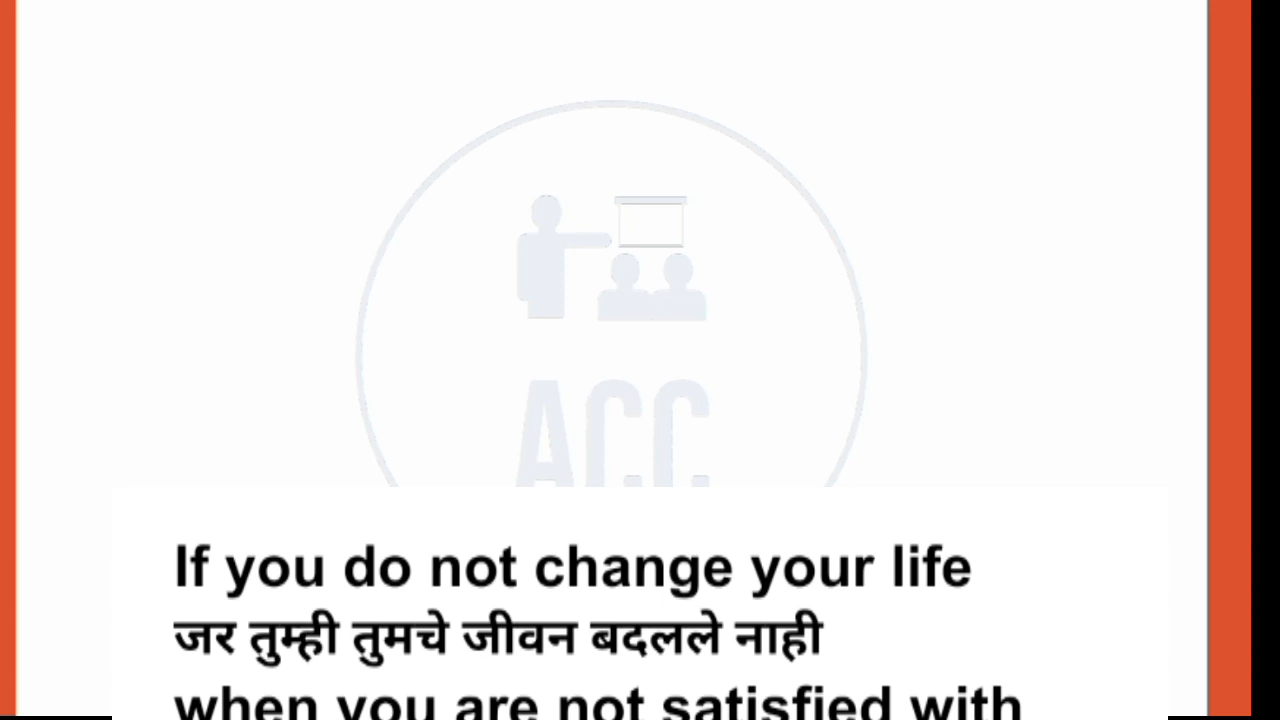 ACC
If you do not change your life
जर तुम्ही तुमचे जीवन बदलले नाही
when you are not satisfied with